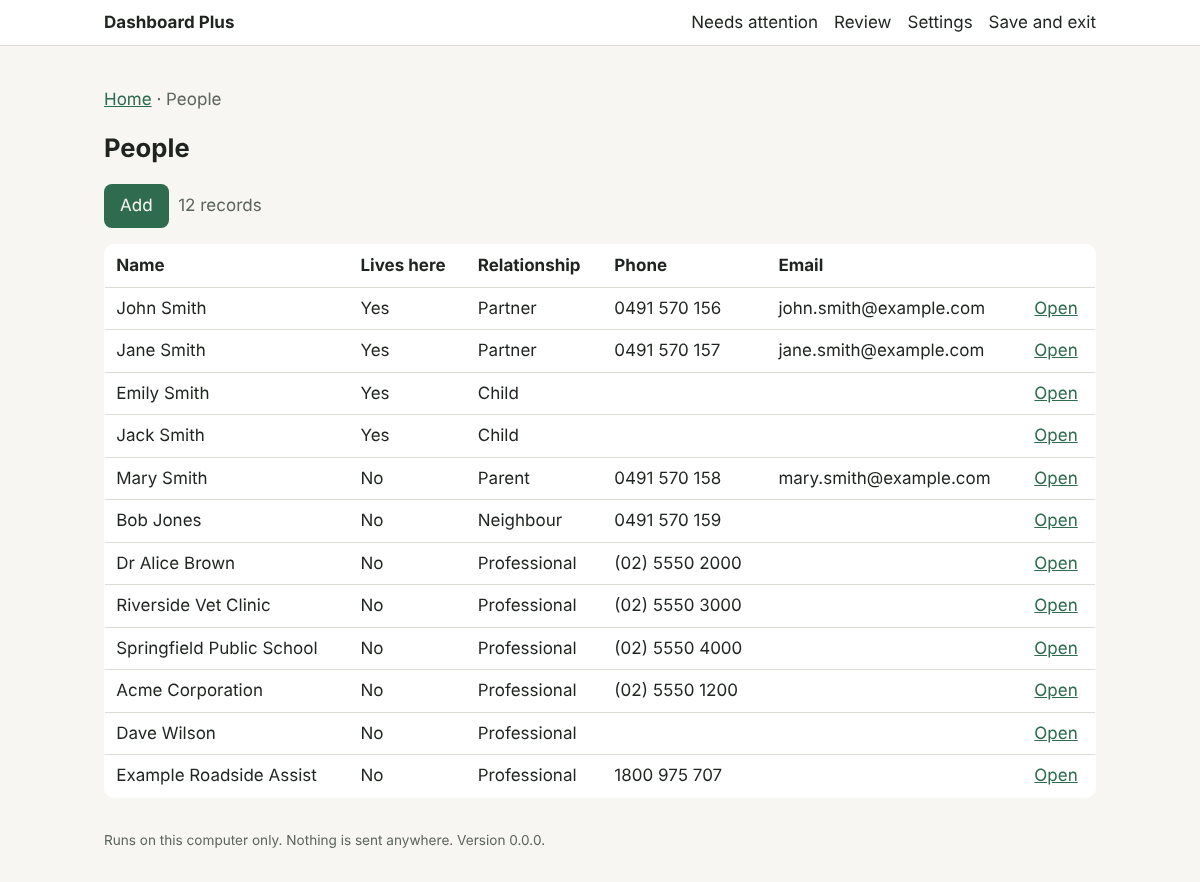 Dashboard Plus Needs attention Review Settings Save and exit
Home · People
People
Add 12 records
Name Lives here Relationship Phone Email
John Smith Yes Partner 0491 570 156 john.smith@example.com Open
Jane Smith Yes Partner 0491 570 157 jane.smith@example.com Open
Emily Smith Yes Child Open
Jack Smith Yes Child Open
Mary Smith No Parent 0491 570 158 mary.smith@example.com Open
Bob Jones No Neighbour 0491 570 159 Open
Dr Alice Brown No Professional (02) 5550 2000 Open
Riverside Vet Clinic No Professional (02) 5550 3000 Open
Springfield Public School No Professional (02) 5550 4000 Open
Acme Corporation No Professional (02) 5550 1200 Open
Dave Wilson No Professional Open
Example Roadside Assist No Professional 1800 975 707 Open
Runs on this computer only. Nothing is sent anywhere. Version 0.0.0.